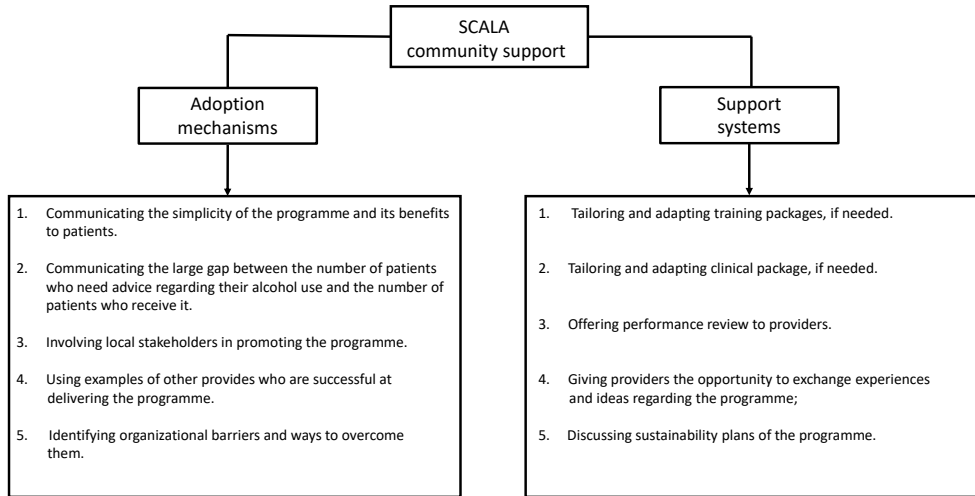 SCALA
community support
Adoption
mechanisms
Support
systems
1. Communicating the simplicity of the programme and its benefits
to patients.
2. Communicating the large gap between the number of patients
who need advice regarding their alcohol use and the number of
patients who receive it.
3. Involving local stakeholders in promoting the programme.
4. Using examples of other provides who are successful at
delivering the programme.
5. Identifying organizational barriers and ways to overcome
them.
1. Tailoring and adapting training packages, if needed.
2. Tailoring and adapting clinical package, if needed.
3. Offering performance review to providers.
4. Giving providers the opportunity to exchange experiences
and ideas regarding the programme;
5. Discussing sustainability plans of the programme.